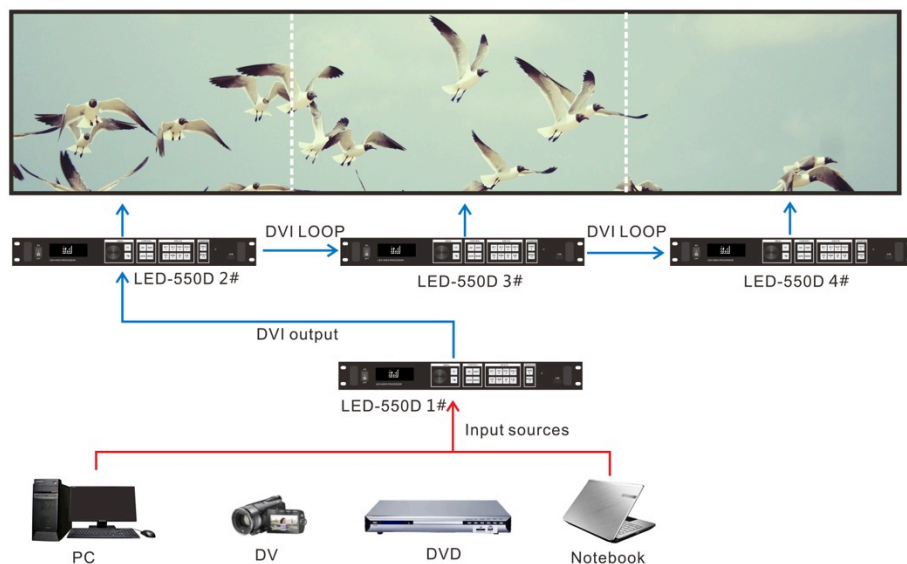 DVI LOOP
DVI LOOP
LED-550D 2#
LED-550D 3#
LED-550D 4#
DVI output
LED-550D 1#
Input sources
PC
DV
DVD
Notebook